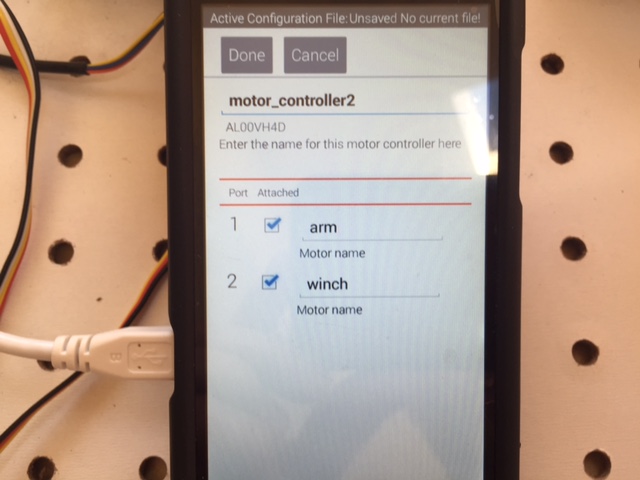 Active Configuration File: Unsaved No current file!
Done Cancel
motor_controller2
AL00VH4D
Enter the name for this motor controller here
Port Attached
1 arm
Motor name
2 winch
Motor name